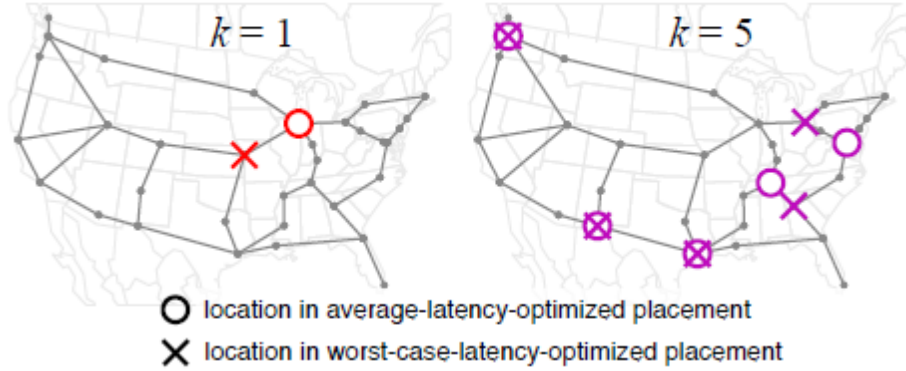 k = 1
k = 5
location in average-latency-optimized placement
location in worst-case-latency-optimized placement